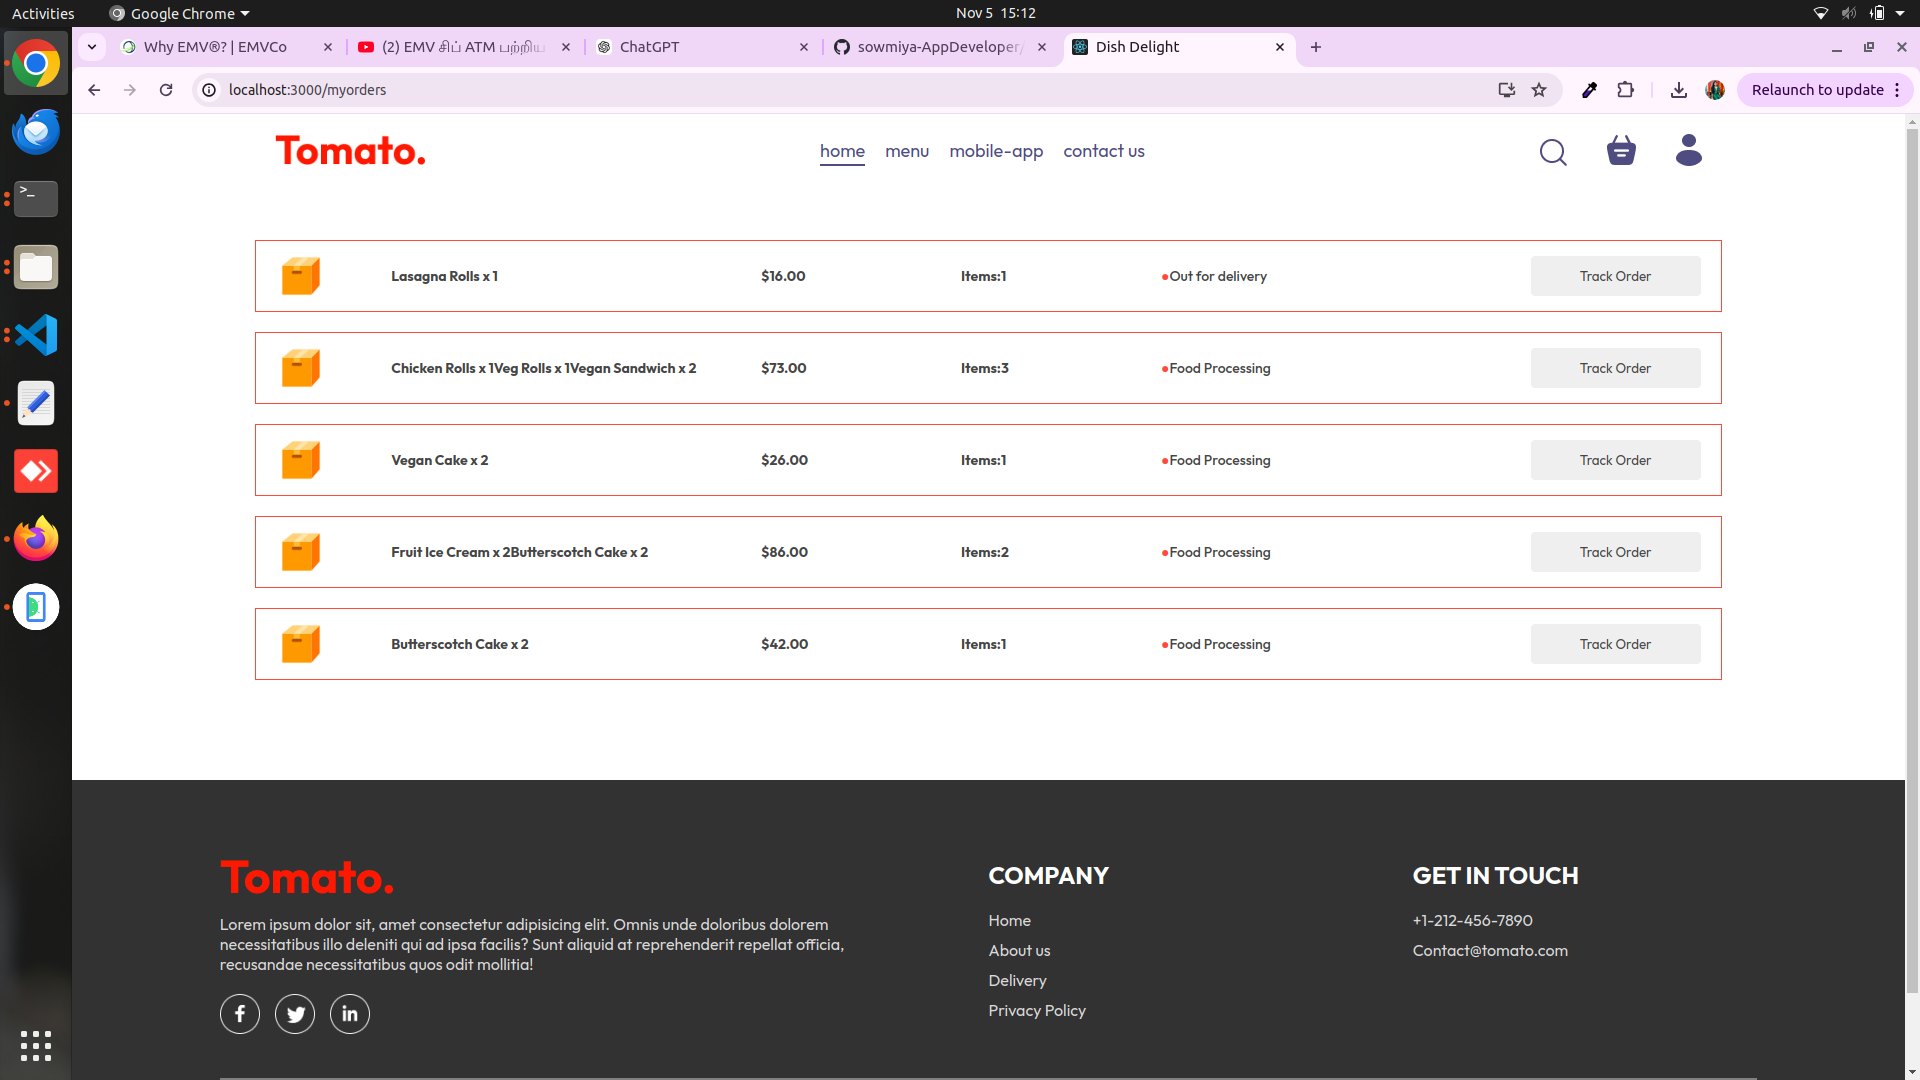 Activities
Google Chrome
Nov 5 15:12
Why EMV®? | EMVCo
(2) EMV சிப் ATM பற்றிய
ChatGPT
sowmiya-AppDeveloper/
Dish Delight
localhost:3000/myorders
Relaunch to update
Tomato.
home
menu
mobile-app
contact us
Lasagna Rolls x 1
$16.00
Items:1
●Out for delivery
Track Order
Chicken Rolls x 1Veg Rolls x 1Vegan Sandwich x 2
$73.00
Items:3
●Food Processing
Track Order
Vegan Cake x 2
$26.00
Items:1
●Food Processing
Track Order
Fruit Ice Cream x 2Butterscotch Cake x 2
$86.00
Items:2
●Food Processing
Track Order
Butterscotch Cake x 2
$42.00
Items:1
●Food Processing
Track Order
Tomato.
Lorem ipsum dolor sit, amet consectetur adipisicing elit. Omnis unde doloribus dolorem
necessitatibus illo deleniti qui ad ipsa facilis? Sunt aliquid at reprehenderit repellat officia,
recusandae necessitatibus quos odit mollitia!
COMPANY
Home
About us
Delivery
Privacy Policy
GET IN TOUCH
+1-212-456-7890
Contact@tomato.com